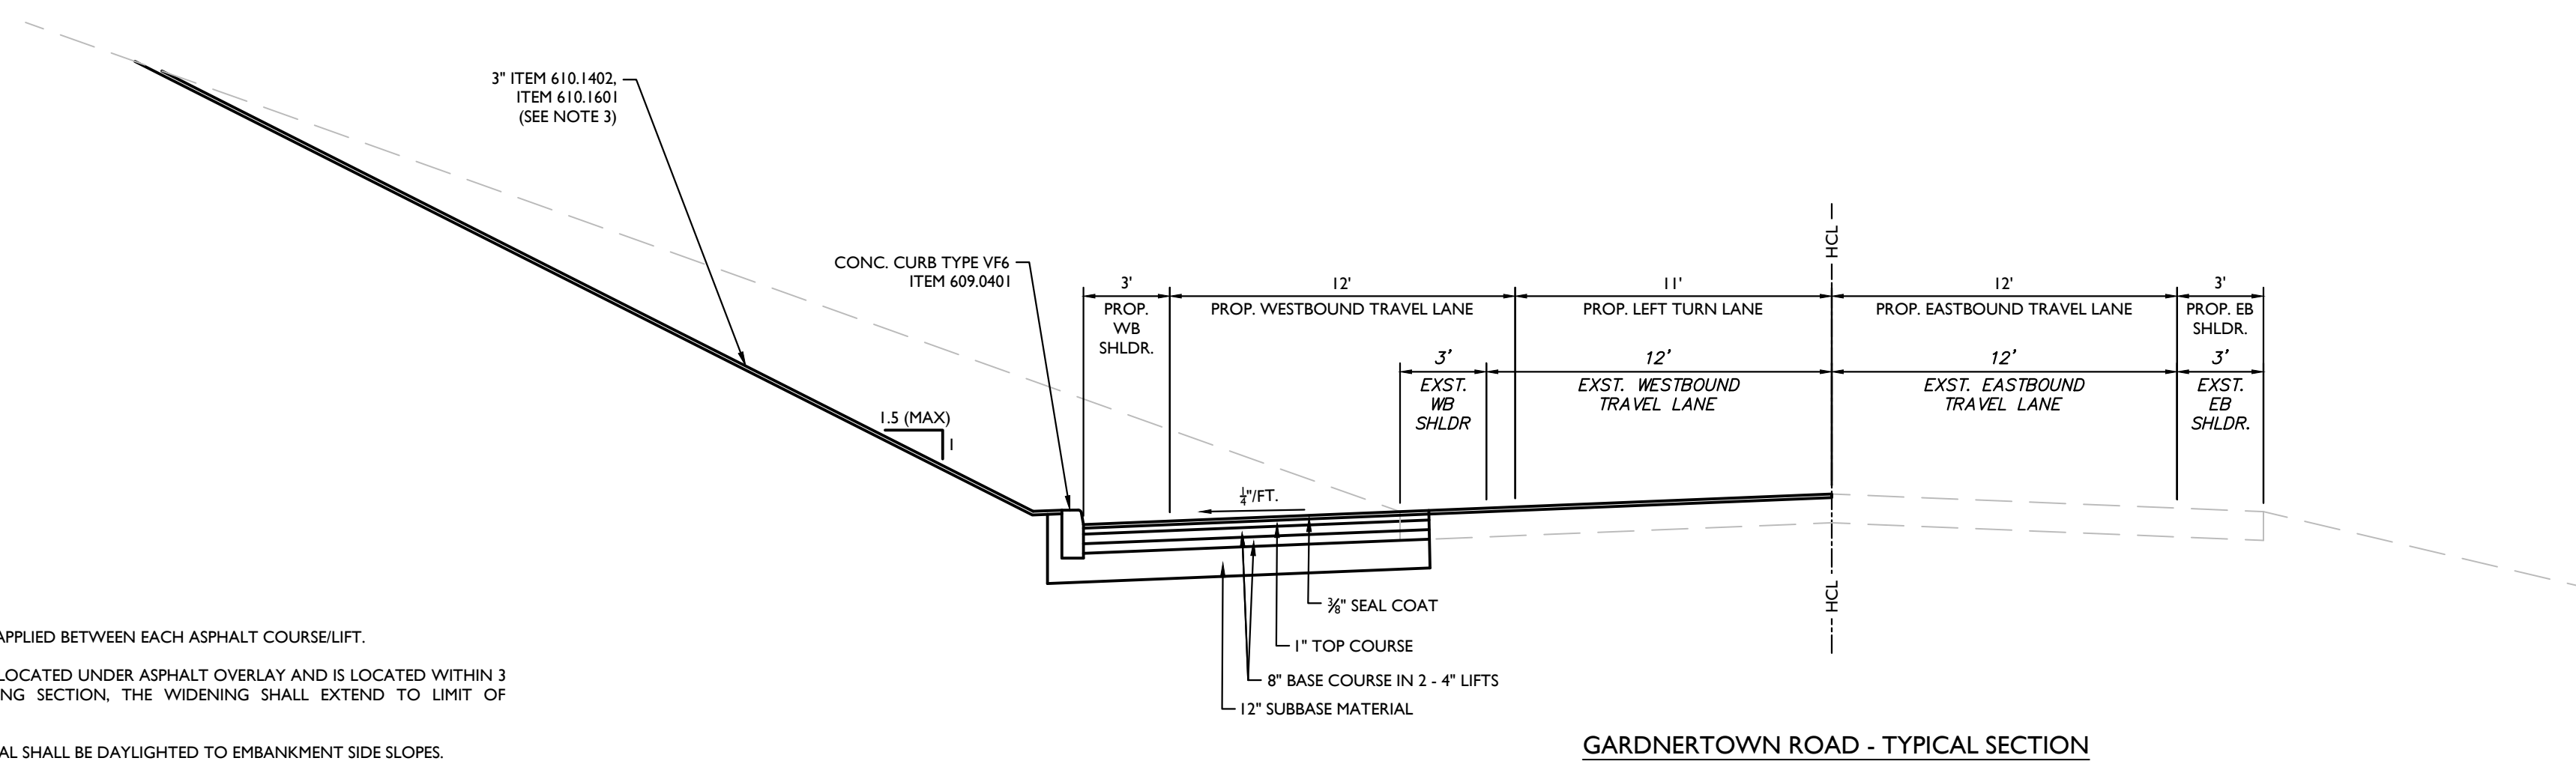 3" ITEM 610.1402,
ITEM 610.1601
(SEE NOTE 3)
CONC. CURB TYPE VF6
ITEM 609.0401
1.5 (MAX)
1
HCL
3'
PROP.
WB
SHLDR.
12'
PROP. WESTBOUND TRAVEL LANE
11'
PROP. LEFT TURN LANE
12'
PROP. EASTBOUND TRAVEL LANE
3'
PROP. EB
SHLDR.
3'
EXST.
WB
SHLDR
12'
EXST. WESTBOUND
TRAVEL LANE
12'
EXST. EASTBOUND
TRAVEL LANE
3'
EXST.
EB
SHLDR.
¼"/FT.
⅜" SEAL COAT
1" TOP COURSE
8" BASE COURSE IN 2 - 4" LIFTS
12" SUBBASE MATERIAL
HCL
APPLIED BETWEEN EACH ASPHALT COURSE/LIFT.
LOCATED UNDER ASPHALT OVERLAY AND IS LOCATED WITHIN 3
NG SECTION, THE WIDENING SHALL EXTEND TO LIMIT OF
AL SHALL BE DAYLIGHTED TO EMBANKMENT SIDE SLOPES.
GARDNERTOWN ROAD - TYPICAL SECTION